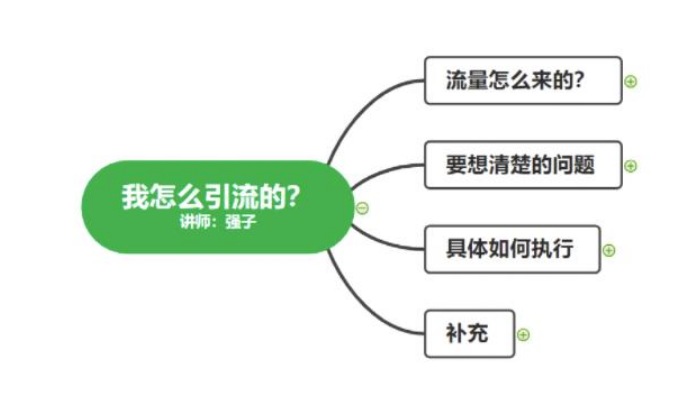 我怎么引流的？
讲师：强子
流量怎么来的？
要想清楚的问题
具体如何执行
补充